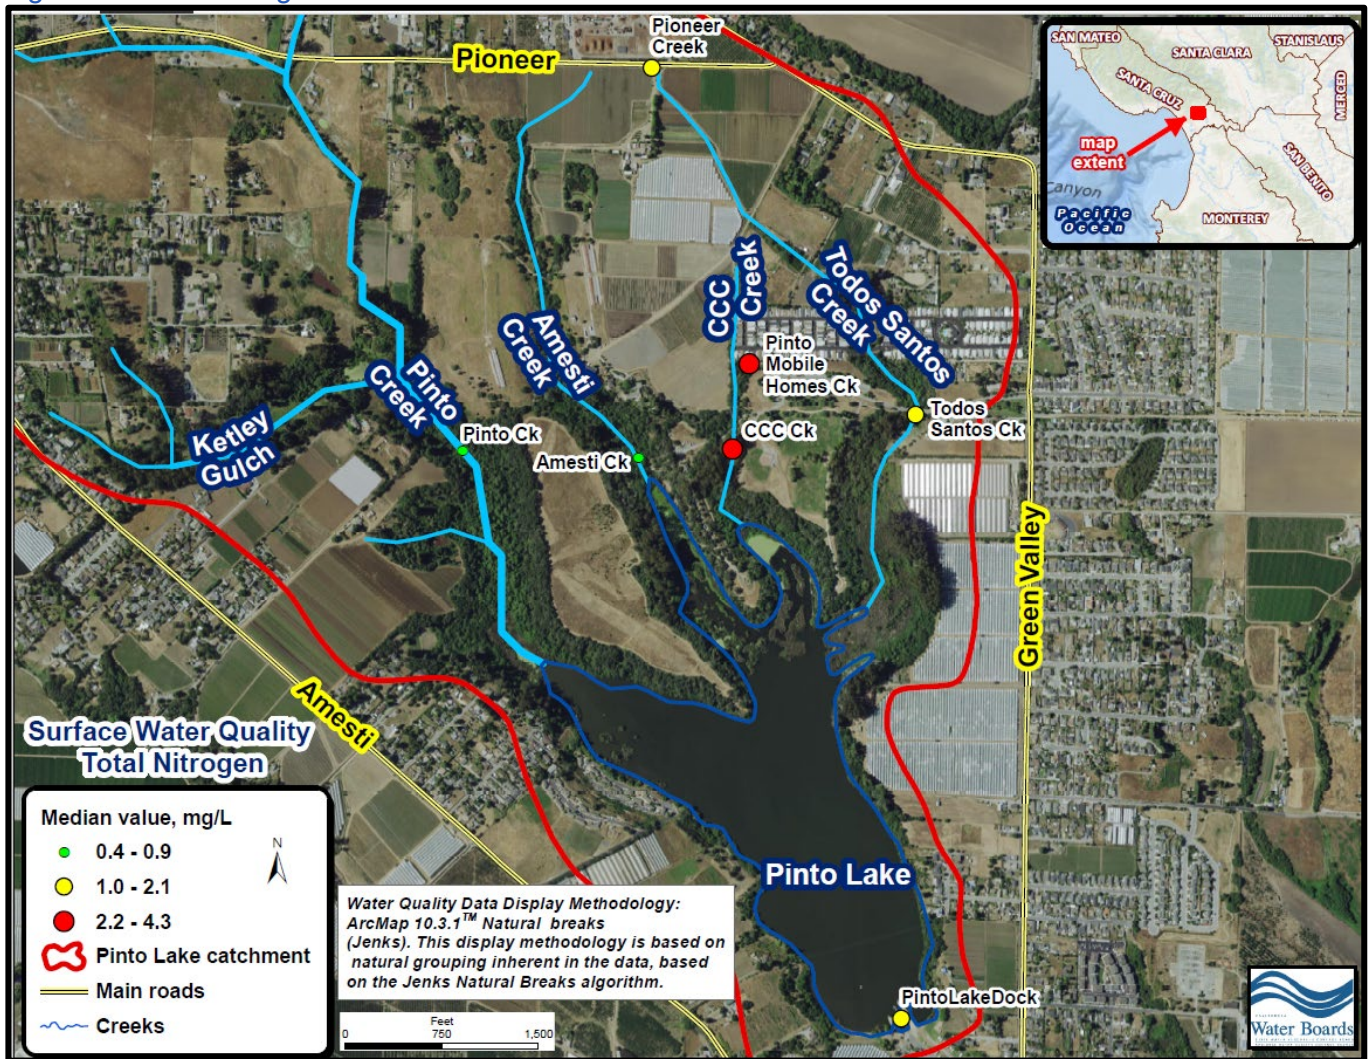 Pioneer
Creek
Pioneer
SAN MATEO
SANTA CLARA
STANISLAUS
SANTA CRUZ
MERCED
map
extent
SAN BENITO
Canyon
Pacific
Ocean
MONTEREY
CCC
Creek
Todos Santos
Creek
Amesti
Creek
Pinto
Mobile
Homes Ck
Pinto
Creek
Ketley
Gulch
Pinto Ck
Amesti Ck
CCC Ck
Todos
Santos Ck
Green Valley
Amesti
Surface Water Quality
Total Nitrogen
Median value, mg/L
0.4 - 0.9
1.0 - 2.1
2.2 - 4.3
Pinto Lake catchment
Main roads
Creeks
N
Water Quality Data Display Methodology:
ArcMap 10.3.1™ Natural breaks
(Jenks). This display methodology is based on
natural grouping inherent in the data, based
on the Jenks Natural Breaks algorithm.
Feet
0 750 1,500
Pinto Lake
PintoLakeDock
CALIFORNIA
Water Boards